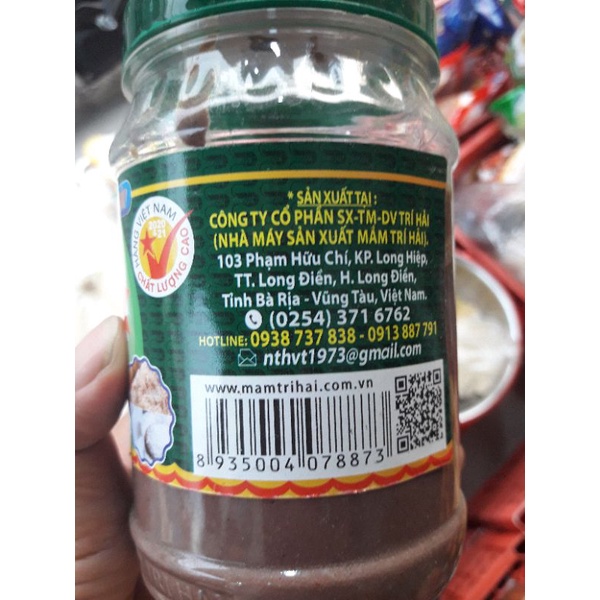 HÀNG VIỆT NAM
CHẤT LƯỢNG CAO
* SẢN XUẤT TẠI :
CÔNG TY CỔ PHẦN SX-TM-DV TRÍ HẢI
(NHÀ MÁY SẢN XUẤT MẮM TRÍ HẢI).
103 Phạm Hữu Chí, KP. Long Hiệp,
TT. Long Điền, H. Long Điền,
Tỉnh Bà Rịa - Vũng Tàu, Việt Nam.
(0254) 371 6762
HOTLINE: 0938 737 838 - 0913 887 791
nthvt1973@gmail.com
www.mamtrihai.com.vn
8 935004 078873